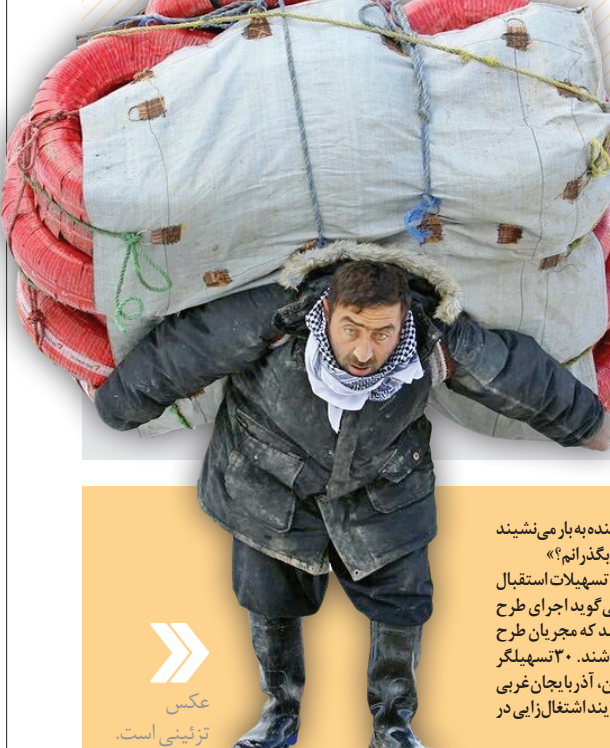 نده به بار می‌نشیند
بگذرانم؟»
تسهیلات استقبال
ی‌گوید اجرای طرح
ند که مجریان طرح
شند. ۳۰ تسهیلگر
ن، آذربایجان غربی
یند اشتغال‌زایی در
عکس
تزئینی است.